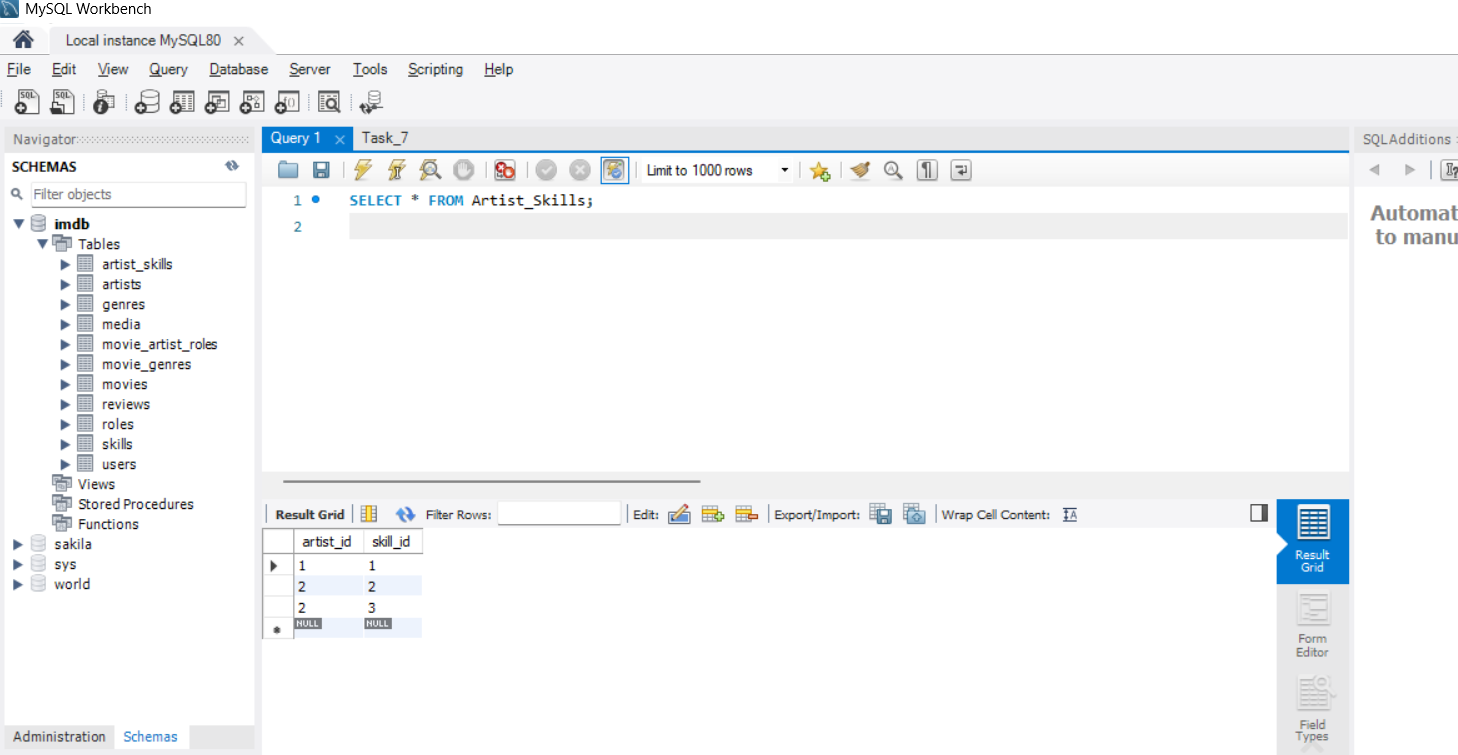 MySQL Workbench
Local instance MySQL80
File Edit View Query Database Server Tools Scripting Help
Navigator
SCHEMAS
Filter objects
imdb
Tables
artist_skills
artists
genres
media
movie_artist_roles
movie_genres
movies
reviews
roles
skills
users
Views
Stored Procedures
Functions
sakila
sys
world
Administration Schemas
Query 1 Task_7
Limit to 1000 rows
1 SELECT * FROM Artist_Skills;
2
Result Grid Filter Rows: Edit: Export/Import: Wrap Cell Content:
artist_id skill_id
1 1
2 2
2 3
NULL NULL
Result
Grid
Form
Editor
Field
Types
SQLAdditions
Automat
to manu